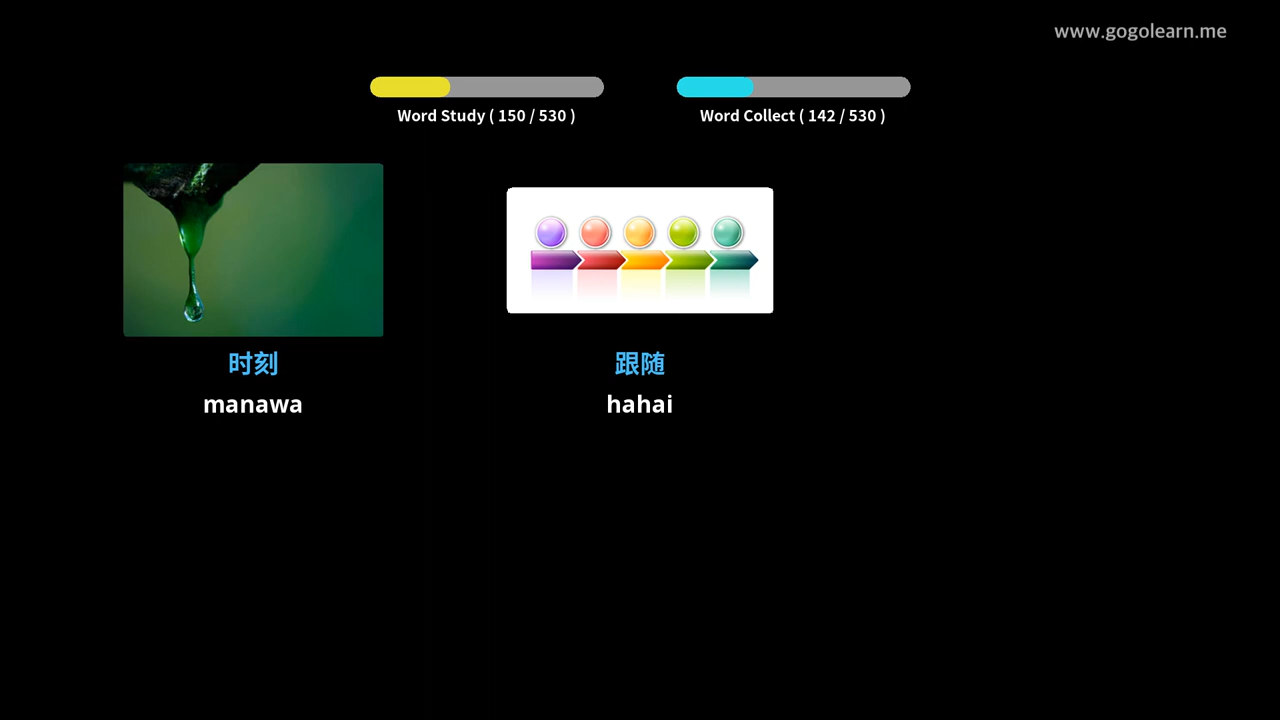 www.gogolearn.me
Word Study ( 150 / 530 )
Word Collect ( 142 / 530 )
时刻
manawa
跟随
hahai